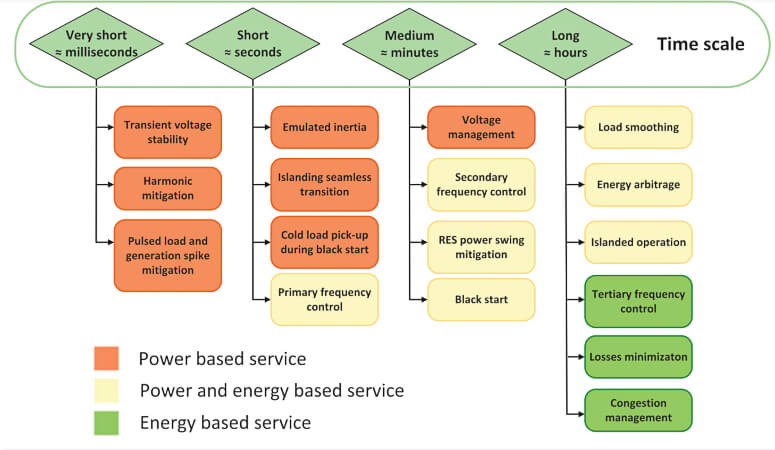 Very short
≈ milliseconds
Short
≈ seconds
Medium
≈ minutes
Long
≈ hours
Time scale
Transient voltage
stability
Harmonic
mitigation
Pulsed load and
generation spike
mitigation
Emulated inertia
Islanding seamless
transition
Cold load pick-up
during black start
Primary frequency
control
Voltage
management
Secondary
frequency control
RES power swing
mitigation
Black start
Load smoothing
Energy arbitrage
Islanded operation
Tertiary frequency
control
Losses minimizaton
Congestion
management
Power based service
Power and energy based service
Energy based service